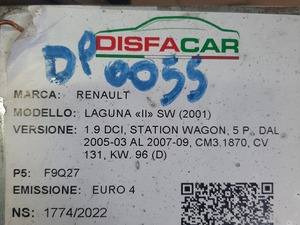 DISFACAR
DP 0055
MARCA: RENAULT
MODELLO: LAGUNA «II» SW (2001)
VERSIONE: 1.9 DCI, STATION WAGON, 5 P., DAL
2005-03 AL 2007-09, CM3.1870, CV
131, KW. 96 (D)
P5: F9Q27
EMISSIONE: EURO 4
NS: 1774/2022